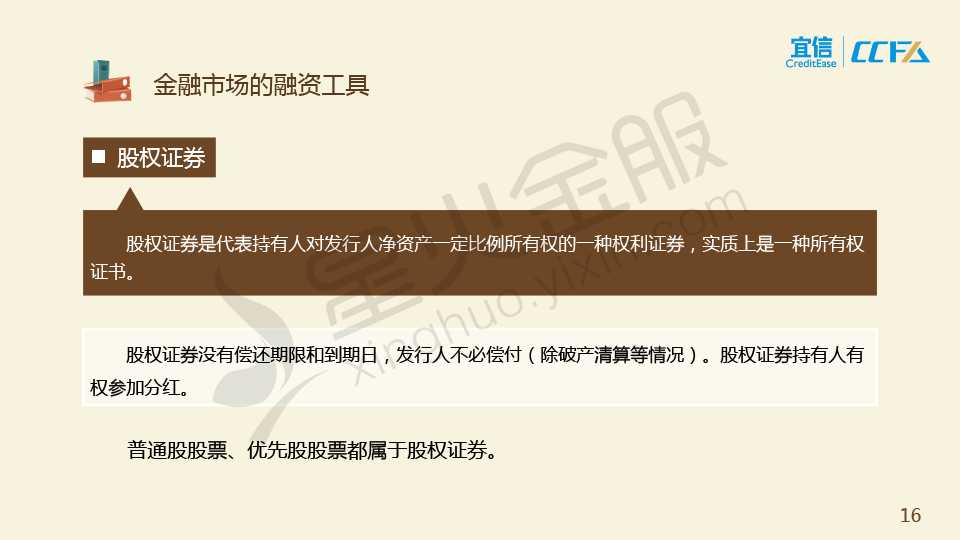 宜信
CreditEase
CCFA
金融市场的融资工具
股权证券
股权证券是代表持有人对发行人净资产一定比例所有权的一种权利证券，实质上是一种所有权
证书。
股权证券没有偿还期限和到期日，发行人不必偿付（除破产清算等情况）。股权证券持有人有
权参加分红。
普通股股票、优先股股票都属于股权证券。
星火金服
xinghuo.yixin.com
16